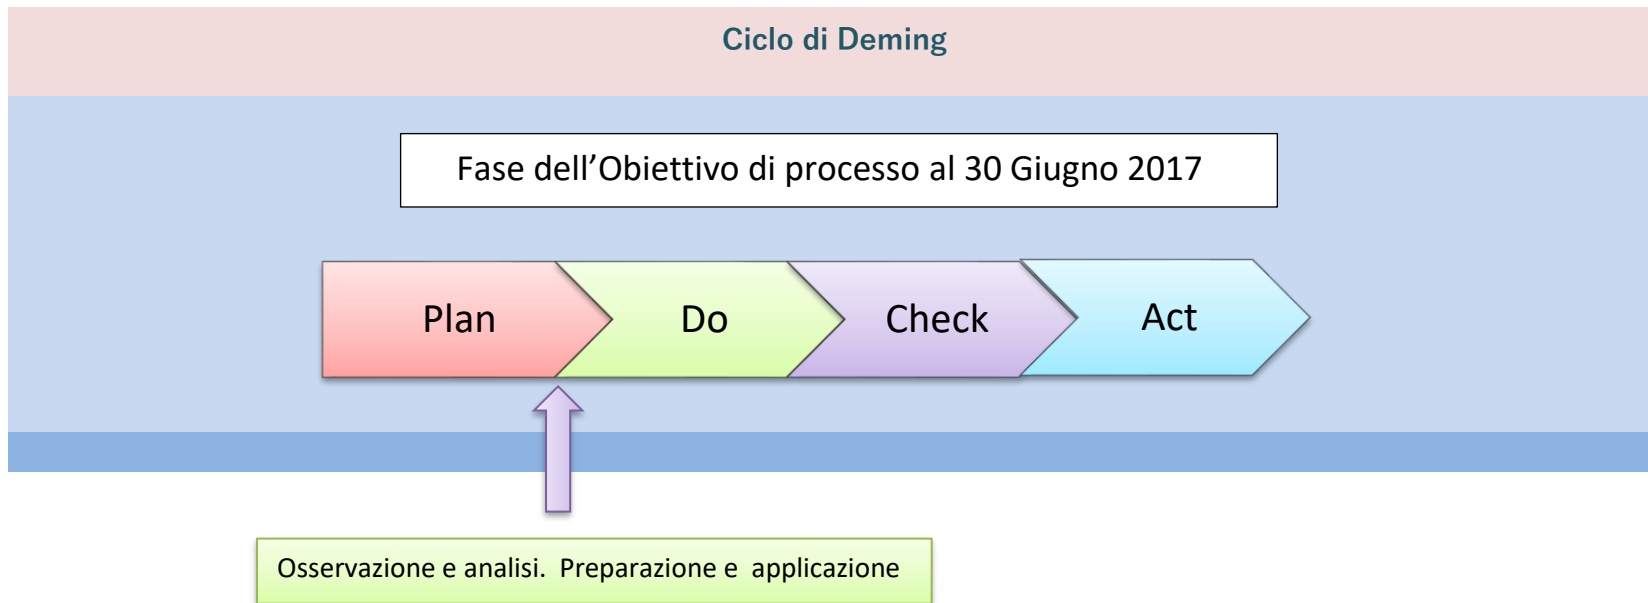 Ciclo di Deming
Fase dell’Obiettivo di processo al 30 Giugno 2017
Plan
Do
Check
Act
Osservazione e analisi.  Preparazione e  applicazione